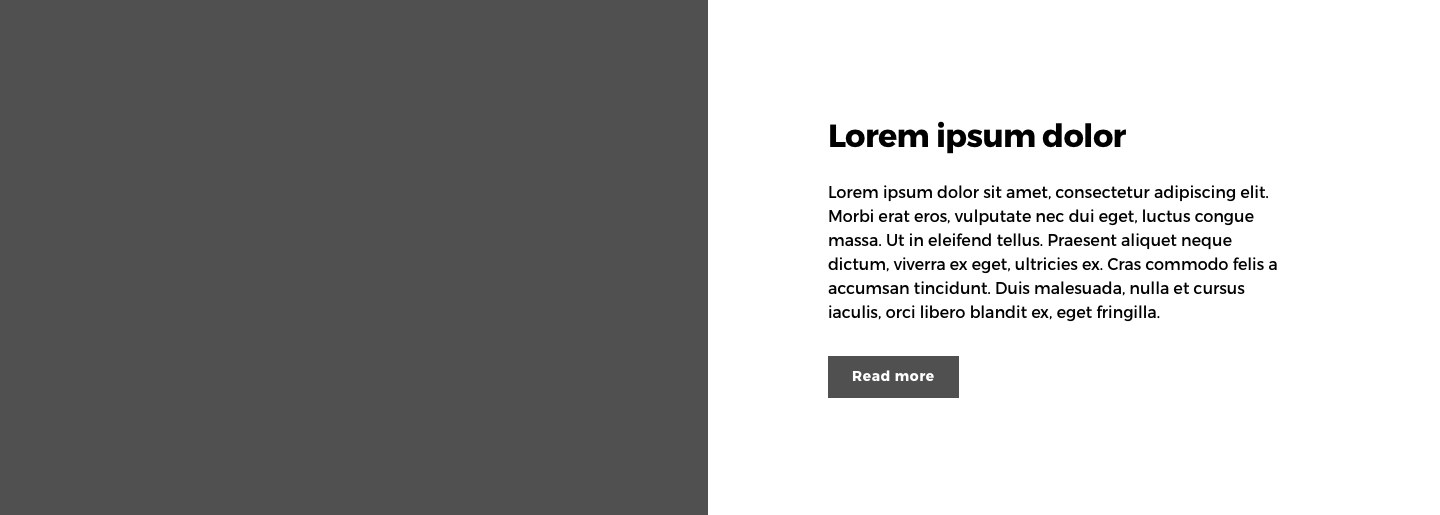 Lorem ipsum dolor
Lorem ipsum dolor sit amet, consectetur adipiscing elit.
Morbi erat eros, vulputate nec dui eget, luctus congue
massa. Ut in eleifend tellus. Praesent aliquet neque
dictum, viverra ex eget, ultricies ex. Cras commodo felis a
accumsan tincidunt. Duis malesuada, nulla et cursus
iaculis, orci libero blandit ex, eget fringilla.
Read more